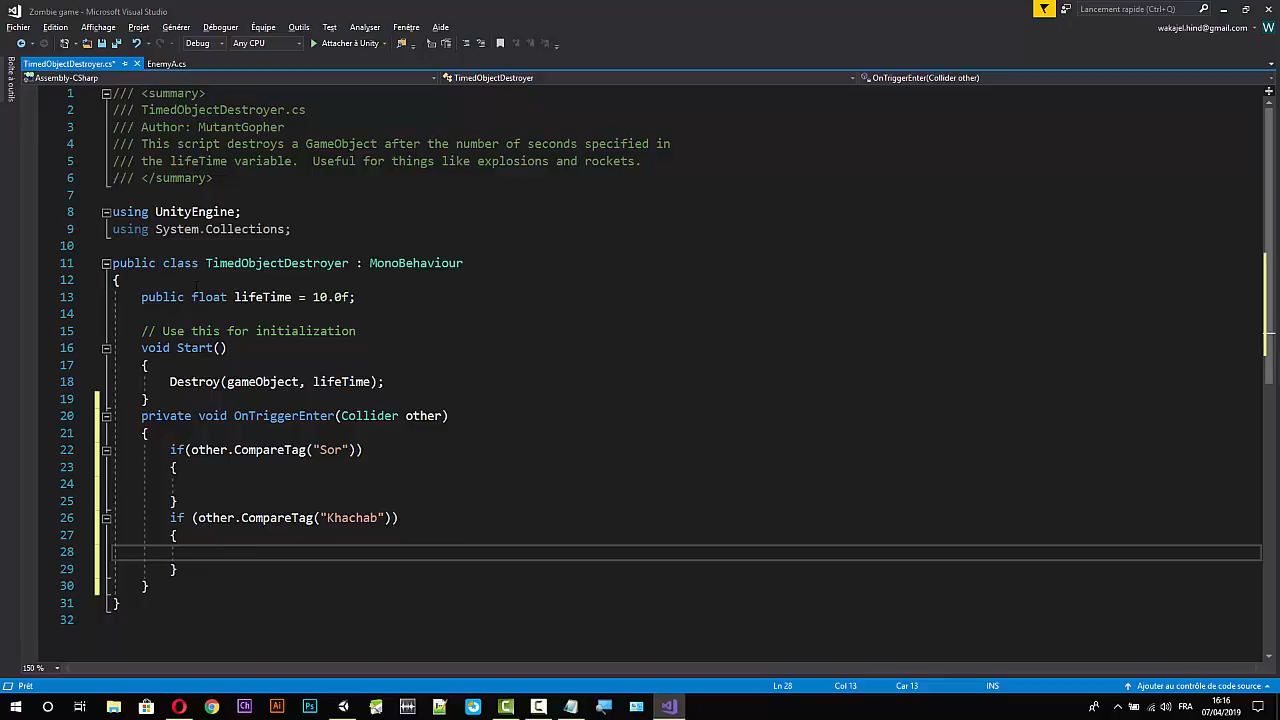 Zombie game - Microsoft Visual Studio
Lancement rapide (Ctrl+Q)
Fichier Edition Affichage Projet Générer Déboguer Équipe Outils Test Analyser Fenêtre Aide
wakajel.hind@gmail.com W
Debug Any CPU Attacher à Unity
Boîte à outils
TimedObjectDestroyer.cs* EnemyA.cs
Assembly-CSharp TimedObjectDestroyer OnTriggerEnter(Collider other)
1 /// <summary>
2 /// TimedObjectDestroyer.cs
3 /// Author: MutantGopher
4 /// This script destroys a GameObject after the number of seconds specified in
5 /// the lifeTime variable.  Useful for things like explosions and rockets.
6 /// </summary>
7
8 using UnityEngine;
9 using System.Collections;
10
11 public class TimedObjectDestroyer : MonoBehaviour
12 {
13 public float lifeTime = 10.0f;
14
15 // Use this for initialization
16 void Start()
17 {
18 Destroy(gameObject, lifeTime);
19 }
20 private void OnTriggerEnter(Collider other)
21 {
22 if(other.CompareTag("Sor"))
23 {
24
25 }
26 if (other.CompareTag("Khachab"))
27 {
28
29 }
30 }
31 }
32
150 %
Prêt Ln 28 Col 13 Car 13 INS Ajouter au contrôle de code source
Ch Ai Ps FRA 16:16
07/04/2019